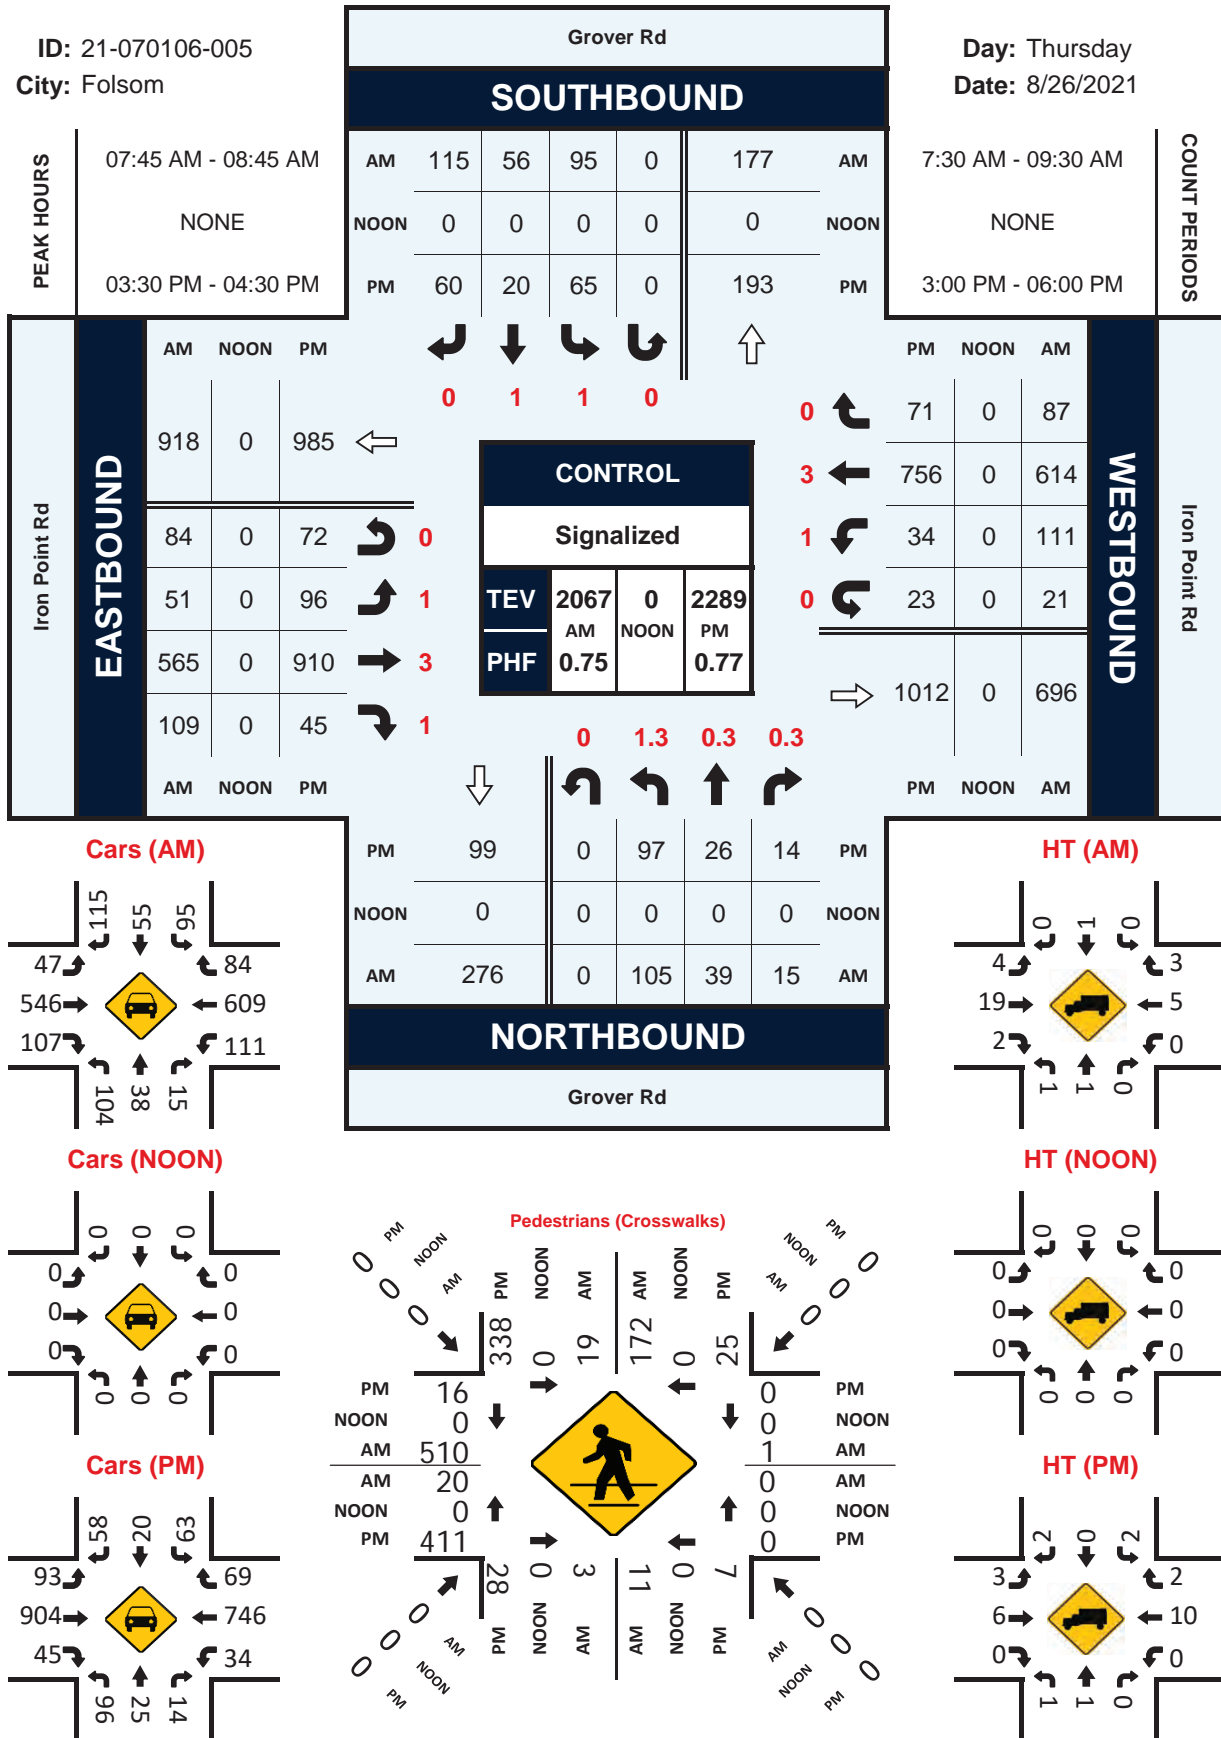 ID: 21-070106-005
City: Folsom
Grover Rd
Day: Thursday
Date: 8/26/2021
SOUTHBOUND
PEAK HOURS
07:45 AM - 08:45 AM
NONE
03:30 PM - 04:30 PM
AM 115 56 95 0 177 AM
NOON 0 0 0 0 0 NOON
PM 60 20 65 0 193 PM
7:30 AM - 09:30 AM
NONE
3:00 PM - 06:00 PM
COUNT PERIODS
0 1 1 0
Iron Point Rd
EASTBOUND
AM NOON PM
918 0 985
84 0 72 0
51 0 96 1
565 0 910 3
109 0 45 1
AM NOON PM
CONTROL
Signalized
TEV 2067 0 2289
AM NOON PM
PHF 0.75 0.77
PM NOON AM
0 71 0 87
3 756 0 614
1 34 0 111
0 23 0 21
1012 0 696
PM NOON AM
WESTBOUND
Iron Point Rd
0 1.3 0.3 0.3
PM 99 0 97 26 14 PM
NOON 0 0 0 0 0 NOON
AM 276 0 105 39 15 AM
NORTHBOUND
Grover Rd
Cars (AM)
115 55 95
47 84
546 609
107 111
104 38 15
HT (AM)
0 1 0
4 3
19 5
2 0
1 1 0
Cars (NOON)
0 0 0
0 0
0 0
0 0
0 0 0
HT (NOON)
0 0 0
0 0
0 0
0 0
0 0 0
Cars (PM)
58 20 63
93 69
904 746
45 34
96 25 14
HT (PM)
2 0 2
3 2
6 10
0 0
1 1 0
Pedestrians (Crosswalks)
0 PM
0 NOON
0 AM
PM NOON AM AM NOON PM
338 0 19 172 0 25
PM 0
NOON 0
AM 0
PM 16 0 PM
NOON 0 0 NOON
AM 510 1 AM
AM 20 0 AM
NOON 0 0 NOON
PM 411 0 PM
28 0 3 11 0 7
PM NOON AM AM NOON PM
0 AM
0 NOON
0 PM
AM 0
NOON 0
PM 0